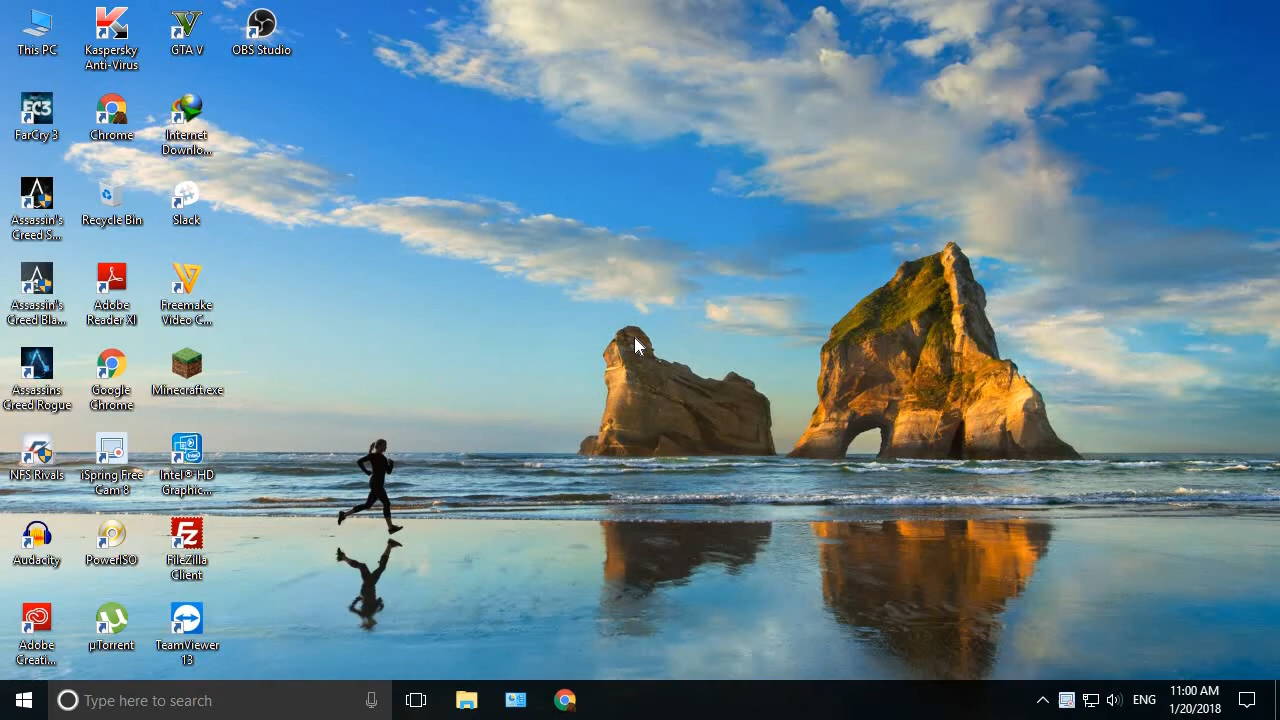 This PC
Kaspersky
Anti-Virus
GTA V
OBS Studio
FC3
FarCry 3
Chrome
Internet
Downlo...
Assassin's
Creed S...
Recycle Bin
Slack
Assassin's
Creed Bla...
Adobe
Reader XI
Freemake
Video C...
Assassins
Creed Rogue
Google
Chrome
Minecraft.exe
NFS Rivals
iSpring Free
Cam 8
Intel® HD
Graphic...
Audacity
PowerISO
FileZilla
Client
Adobe
Creati...
µTorrent
TeamViewer
13
Type here to search
ENG
11:00 AM
1/20/2018